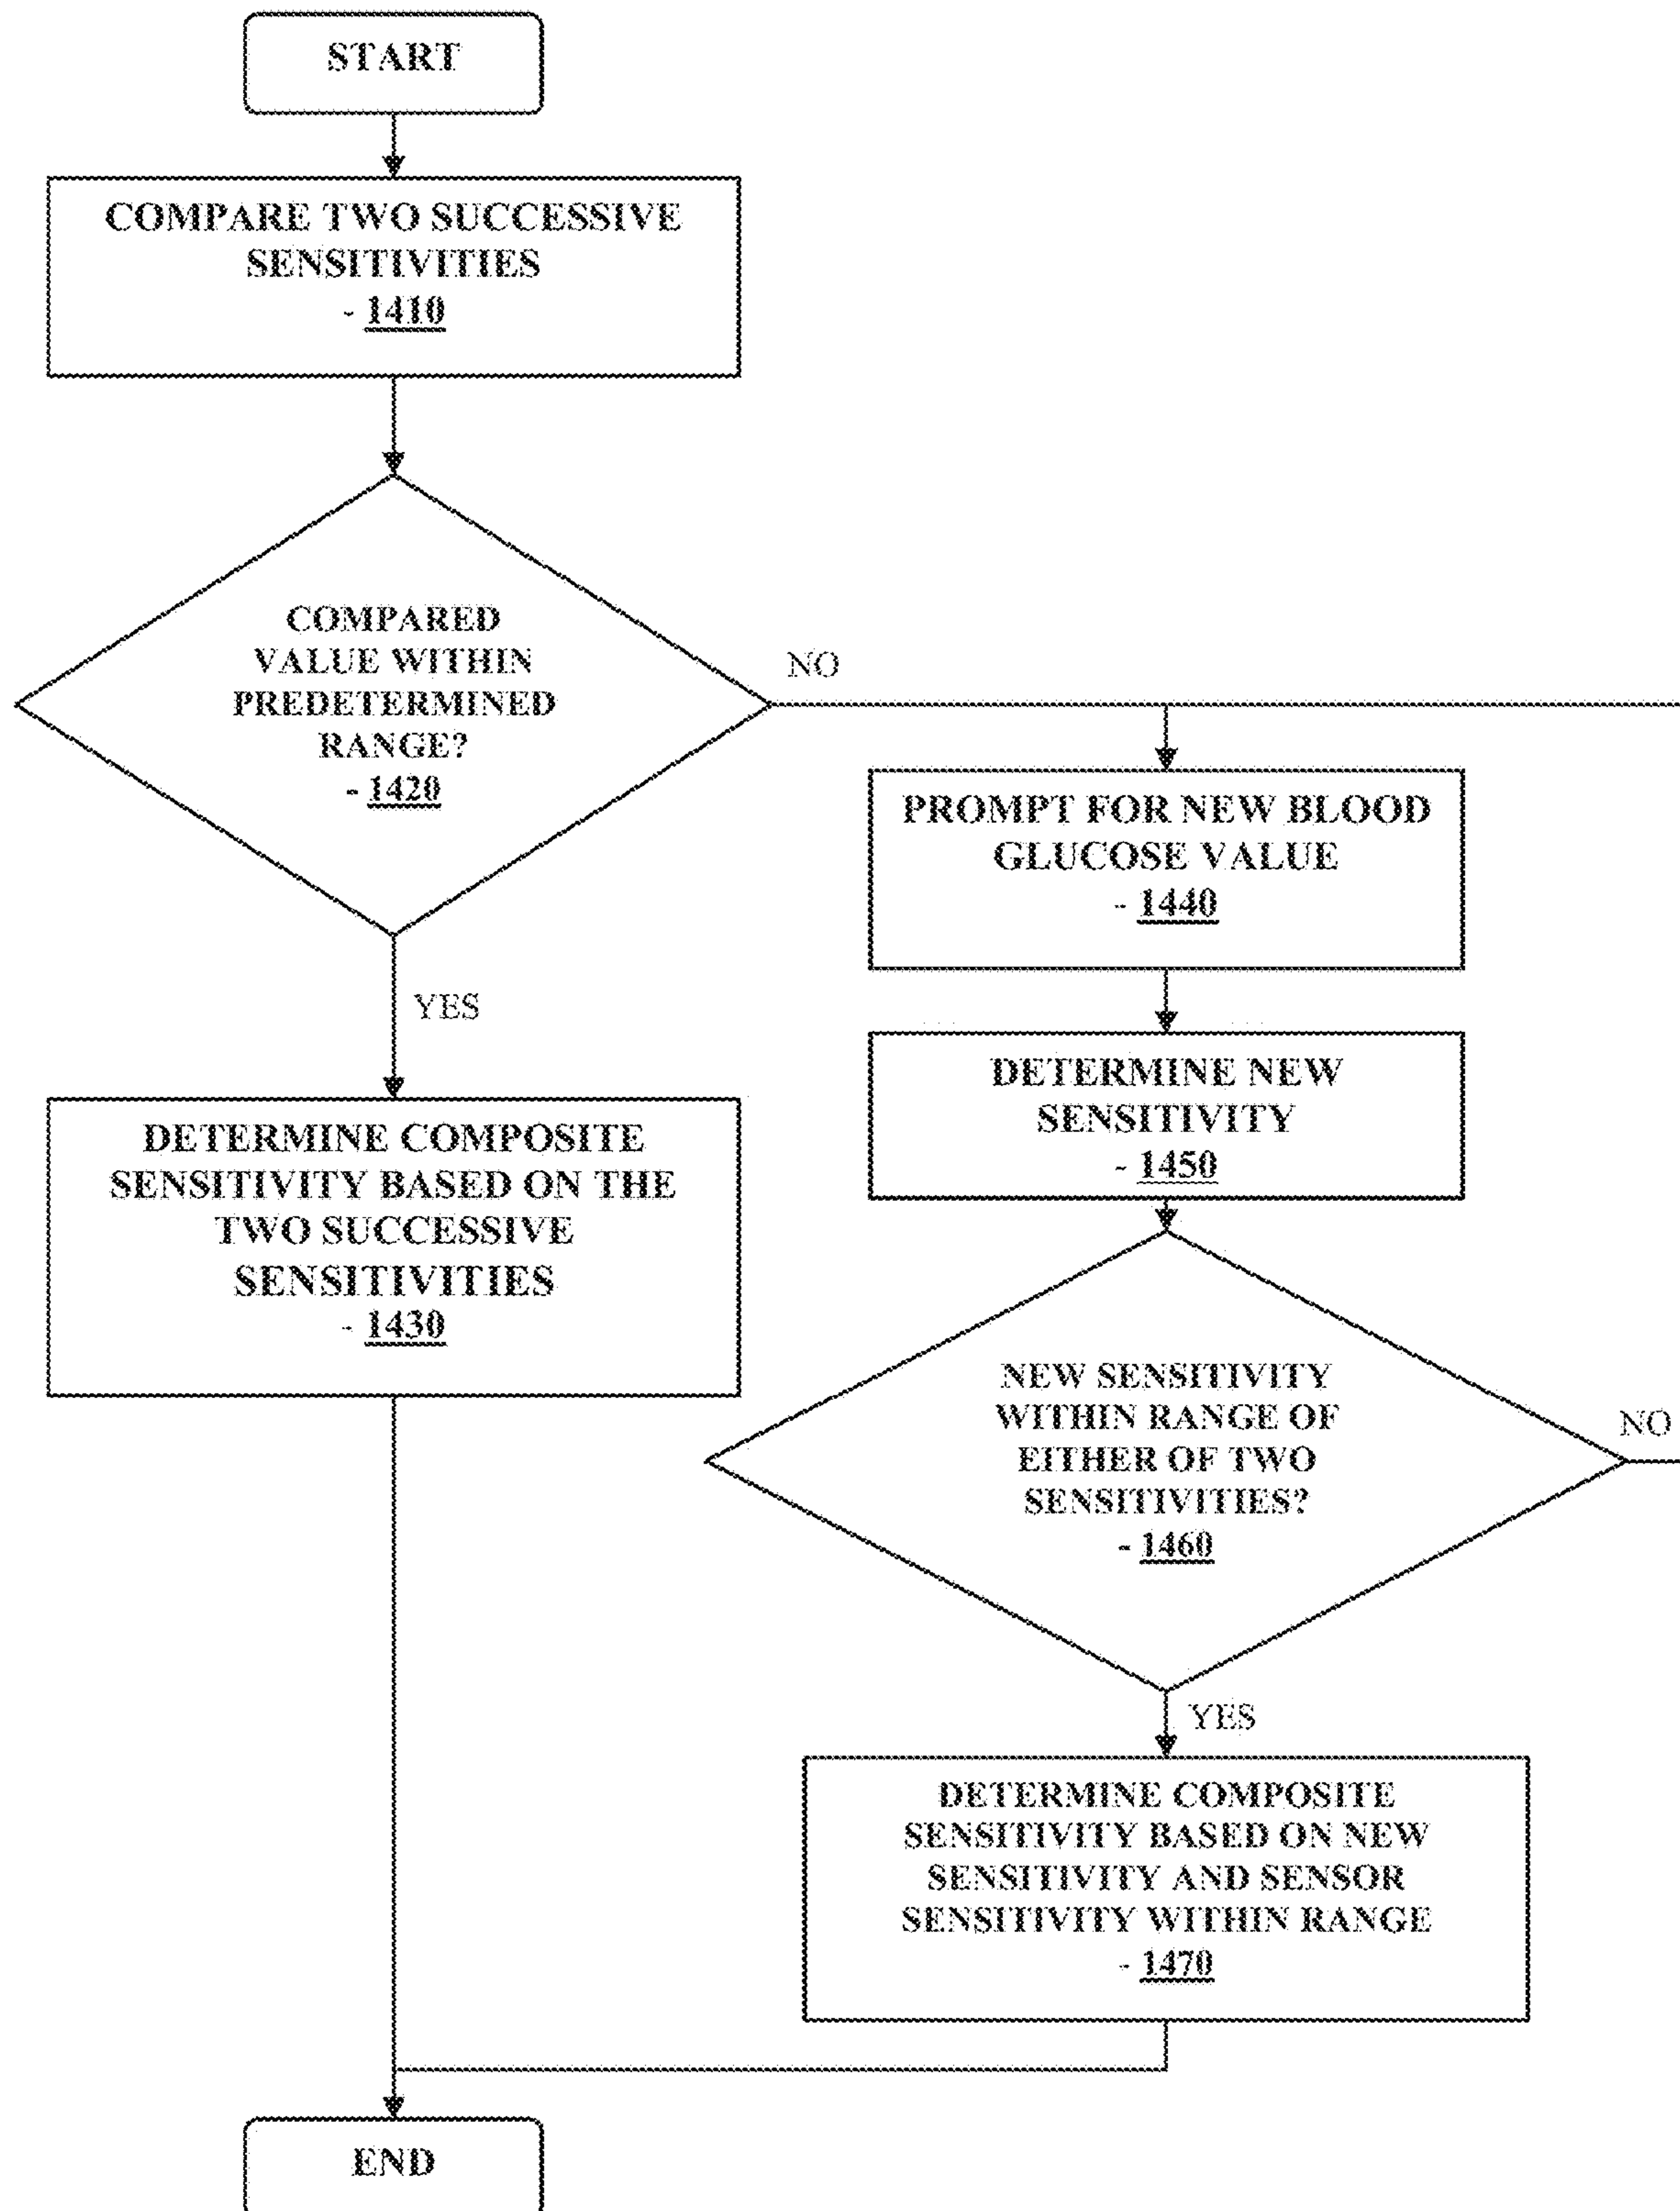 START
COMPARE TWO SUCCESSIVE
SENSITIVITIES
- 1410
COMPARED
VALUE WITHIN
PREDETERMINED
RANGE?
- 1420
NO
YES
PROMPT FOR NEW BLOOD
GLUCOSE VALUE
- 1440
DETERMINE NEW
SENSITIVITY
- 1450
DETERMINE COMPOSITE
SENSITIVITY BASED ON THE
TWO SUCCESSIVE
SENSITIVITIES
- 1430
NEW SENSITIVITY
WITHIN RANGE OF
EITHER OF TWO
SENSITIVITIES?
- 1460
NO
YES
DETERMINE COMPOSITE
SENSITIVITY BASED ON NEW
SENSITIVITY AND SENSOR
SENSITIVITY WITHIN RANGE
- 1470
END